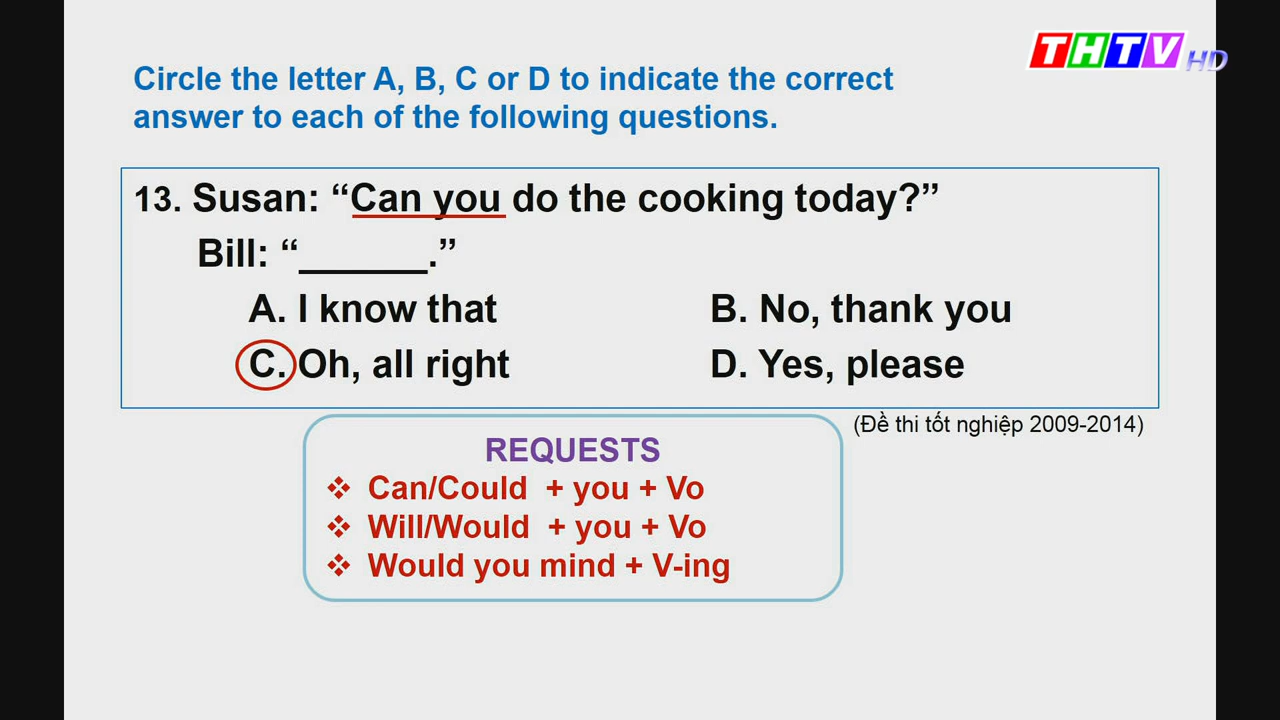 THTV HD
Circle the letter A, B, C or D to indicate the correct
answer to each of the following questions.
13. Susan: “Can you do the cooking today?”
Bill: “______.”
A. I know that
B. No, thank you
C. Oh, all right
D. Yes, please
(Đề thi tốt nghiệp 2009-2014)
REQUESTS
❖ Can/Could + you + Vo
❖ Will/Would + you + Vo
❖ Would you mind + V-ing